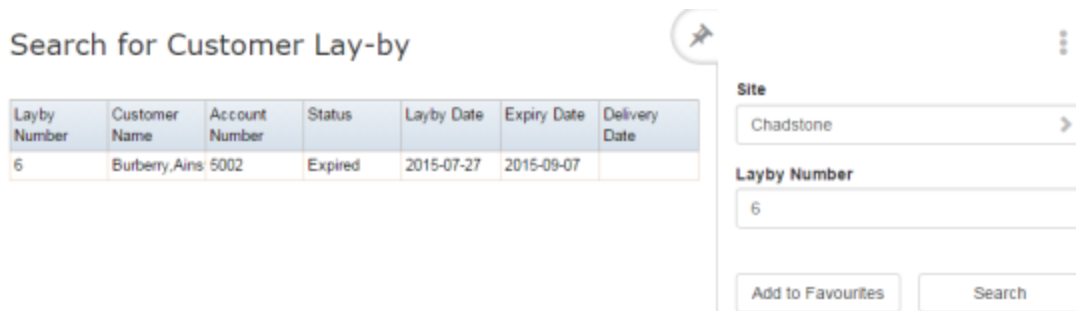 Search for Customer Lay-by
Layby Number Customer Name Account Number Status Layby Date Expiry Date Delivery Date
6 Burberry,Ains 5002 Expired 2015-07-27 2015-09-07
Site
Chadstone
Layby Number
6
Add to Favourites Search